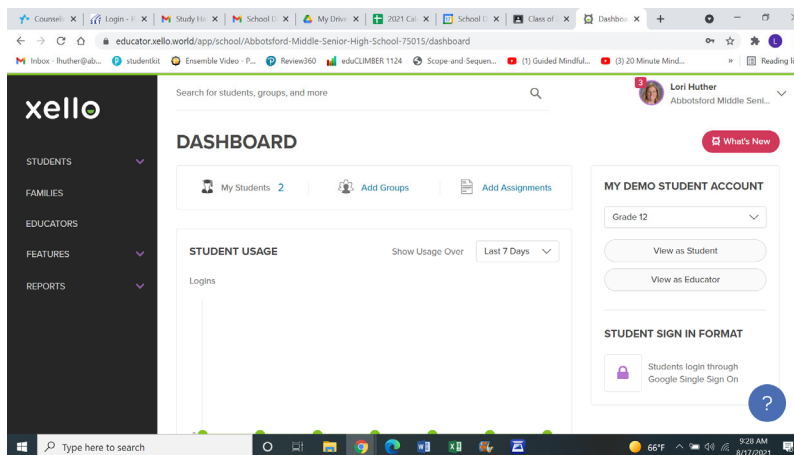 Counseli
Login - R
Study Ha
School D
My Drive
2021 Cal
School D
Class of
Dashboa
educator.xello.world/app/school/Abbotsford-Middle-Senior-High-School-75015/dashboard
L
Inbox - lhuther@ab...
studentkit
Ensemble Video - P...
Review360
eduCLIMBER 1124
Scope-and-Sequen...
(1) Guided Mindful...
(3) 20 Minute Mind...
»
Reading li
xello
Search for students, groups, and more
3
Lori Huther
Abbotsford Middle Seni...
DASHBOARD
What's New
STUDENTS
FAMILIES
EDUCATORS
FEATURES
REPORTS
My Students 2
Add Groups
Add Assignments
STUDENT USAGE
Show Usage Over
Last 7 Days
Logins
MY DEMO STUDENT ACCOUNT
Grade 12
View as Student
View as Educator
STUDENT SIGN IN FORMAT
Students login through
Google Single Sign On
?
Type here to search
66°F
9:28 AM
8/17/2021